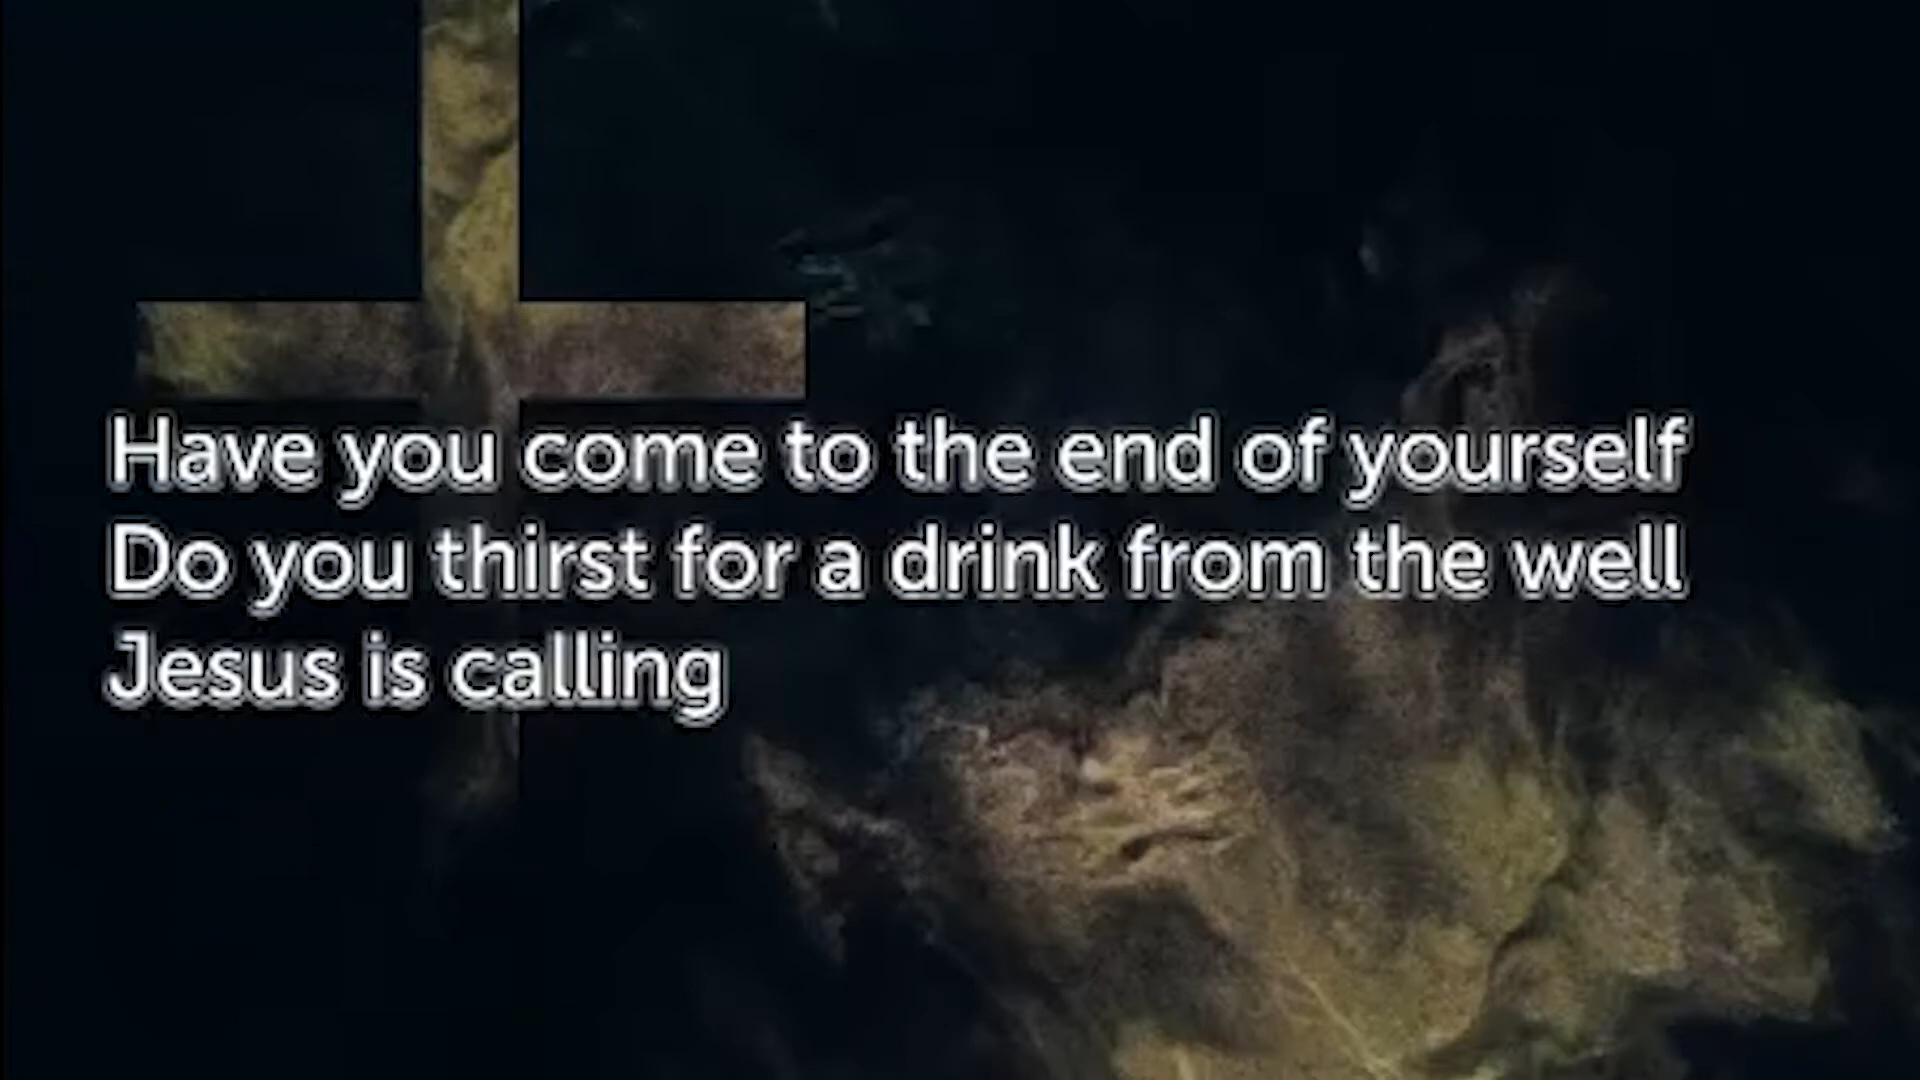 Have you come to the end of yourself
Do you thirst for a drink from the well
Jesus is calling